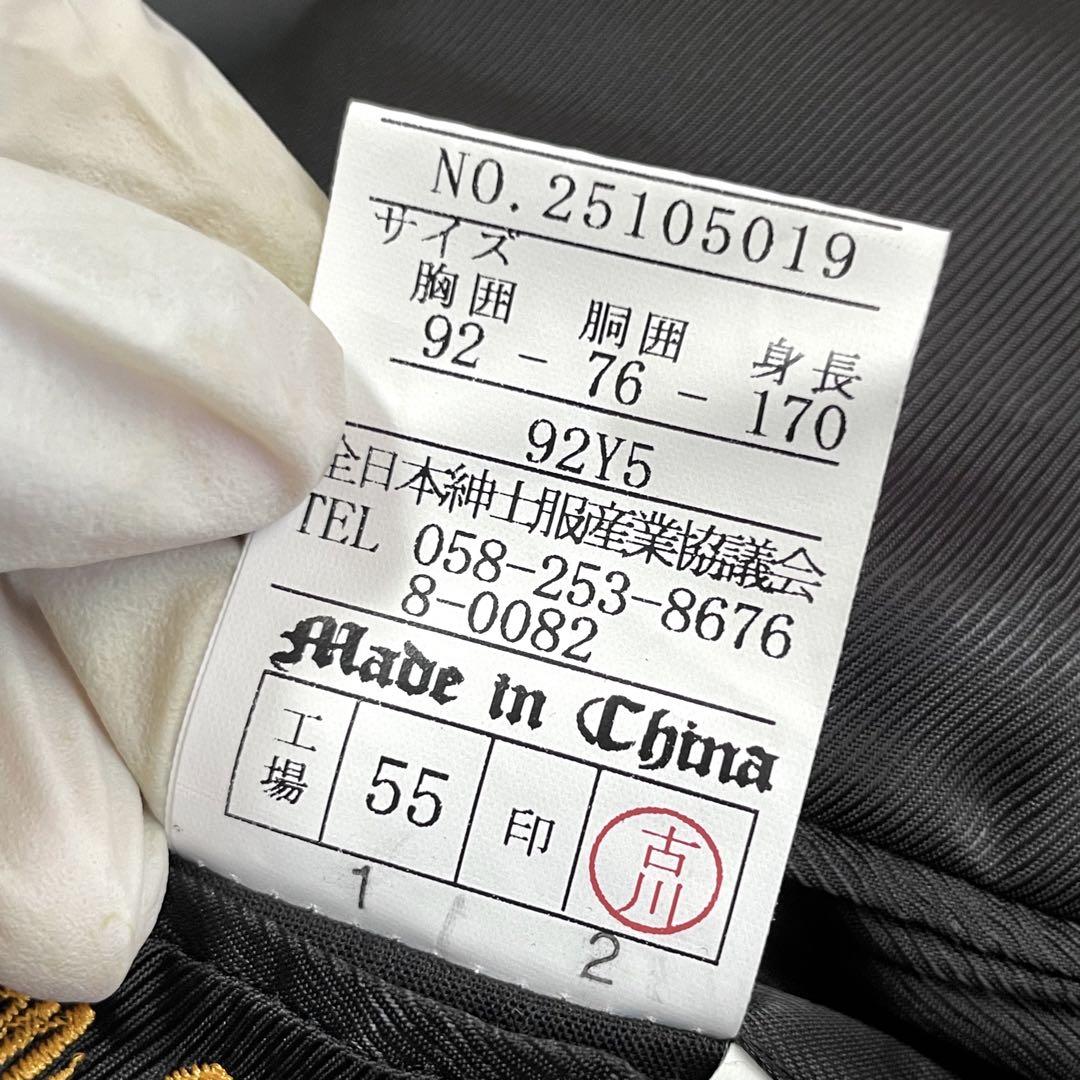 NO. 25105019
サイズ
胸囲 胴囲 身長
92 - 76 - 170
92Y5
全日本紳士服産業協議会
TEL 058-253-8676
8-0082
Made in China
工場 55 印 古川
1 2